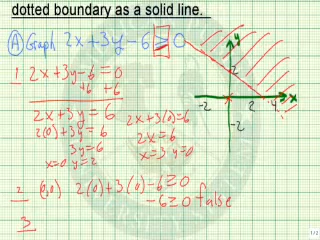 dotted boundary as a solid line.
Ⓐ Graph 2x+3y-6 ≥ 0
1 2x+3y-6=0
+6 +6
2x+3y = 6
2(0)+3y=6
3y=6
x=0 y=2
2x+3(0)=6
2x=6
x=3 y=0
2 (0,0) 2(0)+3(0)-6≥0
-6≥0 false
3
y
2
-2 2 4 x
-2
1/2